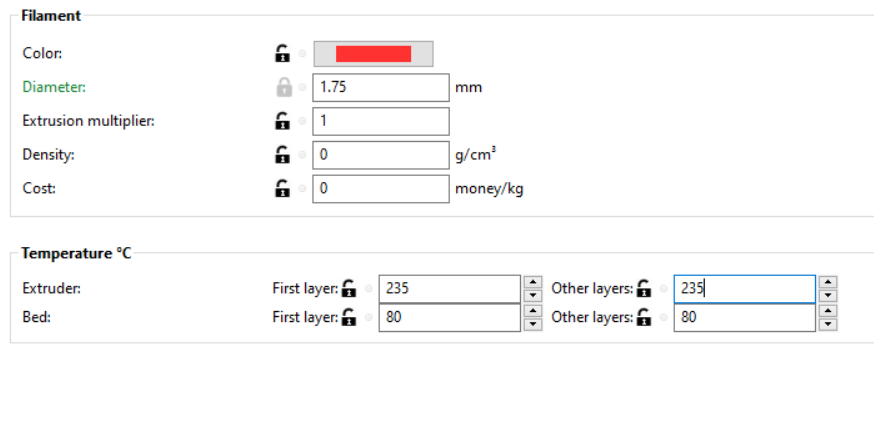 Filament
Color:
Diameter: 1.75 mm
Extrusion multiplier: 1
Density: 0 g/cm³
Cost: 0 money/kg
Temperature °C
Extruder: First layer: 235 Other layers: 235
Bed: First layer: 80 Other layers: 80